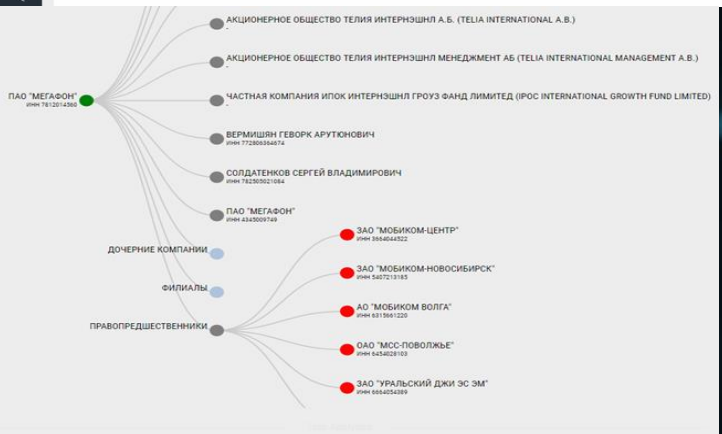 АКЦИОНЕРНОЕ ОБЩЕСТВО ТЕЛИЯ ИНТЕРНЭШНЛ А.Б. (TELIA INTERNATIONAL A.B.)
-
АКЦИОНЕРНОЕ ОБЩЕСТВО ТЕЛИЯ ИНТЕРНЭШНЛ МЕНЕДЖМЕНТ АБ (TELIA INTERNATIONAL MANAGEMENT A.B.)
-
ПАО "МЕГАФОН"
ИНН 7812014560
ЧАСТНАЯ КОМПАНИЯ ИПОК ИНТЕРНЭШНЛ ГРОУЗ ФАНД ЛИМИТЕД (IPOC INTERNATIONAL GROWTH FUND LIMITED)
-
ВЕРМИШЯН ГЕВОРК АРУТЮНОВИЧ
ИНН 772806364674
СОЛДАТЕНКОВ СЕРГЕЙ ВЛАДИМИРОВИЧ
ИНН 782505021084
ПАО "МЕГАФОН"
ИНН 4345009749
ДОЧЕРНИЕ КОМПАНИИ
ФИЛИАЛЫ
ПРАВОПРЕДШЕСТВЕННИКИ
ЗАО "МОБИКОМ-ЦЕНТР"
ИНН 3664044522
ЗАО "МОБИКОМ-НОВОСИБИРСК"
ИНН 5407213185
АО "МОБИКОМ ВОЛГА"
ИНН 6315661220
ОАО "МСС-ПОВОЛЖЬЕ"
ИНН 6454028103
ЗАО "УРАЛЬСКИЙ ДЖИ ЭС ЭМ"
ИНН 6664054389